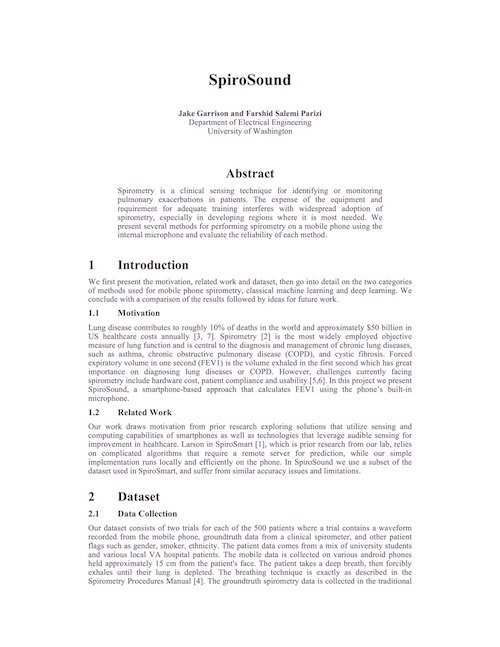 SpiroSound
Jake Garrison and Farshid Salemi Parizi
Department of Electrical Engineering
University of Washington
Abstract
Spirometry is a clinical sensing technique for identifying or monitoring
pulmonary exacerbations in patients. The expense of the equipment and
requirement for adequate training interferes with widespread adoption of
spirometry, especially in developing regions where it is most needed. We
present several methods for performing spirometry on a mobile phone using the
internal microphone and evaluate the reliability of each method.
1 Introduction
We first present the motivation, related work and dataset, then go into detail on the two categories
of methods used for mobile phone spirometry, classical machine learning and deep learning. We
conclude with a comparison of the results followed by ideas for future work.
1.1 Motivation
Lung disease contributes to roughly 10% of deaths in the world and approximately $50 billion in
US healthcare costs annually [3, 7]. Spirometry [2] is the most widely employed objective
measure of lung function and is central to the diagnosis and management of chronic lung diseases,
such as asthma, chronic obstructive pulmonary disease (COPD), and cystic fibrosis. Forced
expiratory volume in one second (FEV1) is the volume exhaled in the first second which has great
importance on diagnosing lung diseases or COPD. However, challenges currently facing
spirometry include hardware cost, patient compliance and usability [5,6]. In this project we present
SpiroSound, a smartphone-based approach that calculates FEV1 using the phone's built-in
microphone.
1.2 Related Work
Our work draws motivation from prior research exploring solutions that utilize sensing and
computing capabilities of smartphones as well as technologies that leverage audible sensing for
improvement in healthcare. Larson in SpiroSmart [1], which is prior research from our lab, relies
on complicated algorithms that require a remote server for prediction, while our simple
implementation runs locally and efficiently on the phone. In SpiroSound we use a subset of the
dataset used in SpiroSmart, and suffer from similar accuracy issues and limitations.
2 Dataset
2.1 Data Collection
Our dataset consists of two trials for each of the 500 patients where a trial contains a waveform
recorded from the mobile phone, groundtruth data from a clinical spirometer, and other patient
flags such as gender, smoker, ethnicity. The patient data comes from a mix of university students
and various local VA hospital patients. The mobile data is collected on various android phones
held approximately 15 cm from the patient's face. The patient takes a deep breath, then forcibly
exhales until their lung is depleted. The breathing technique is exactly as described in the
Spirometry Procedures Manual [4]. The groundtruth spirometry data is collected in the traditional